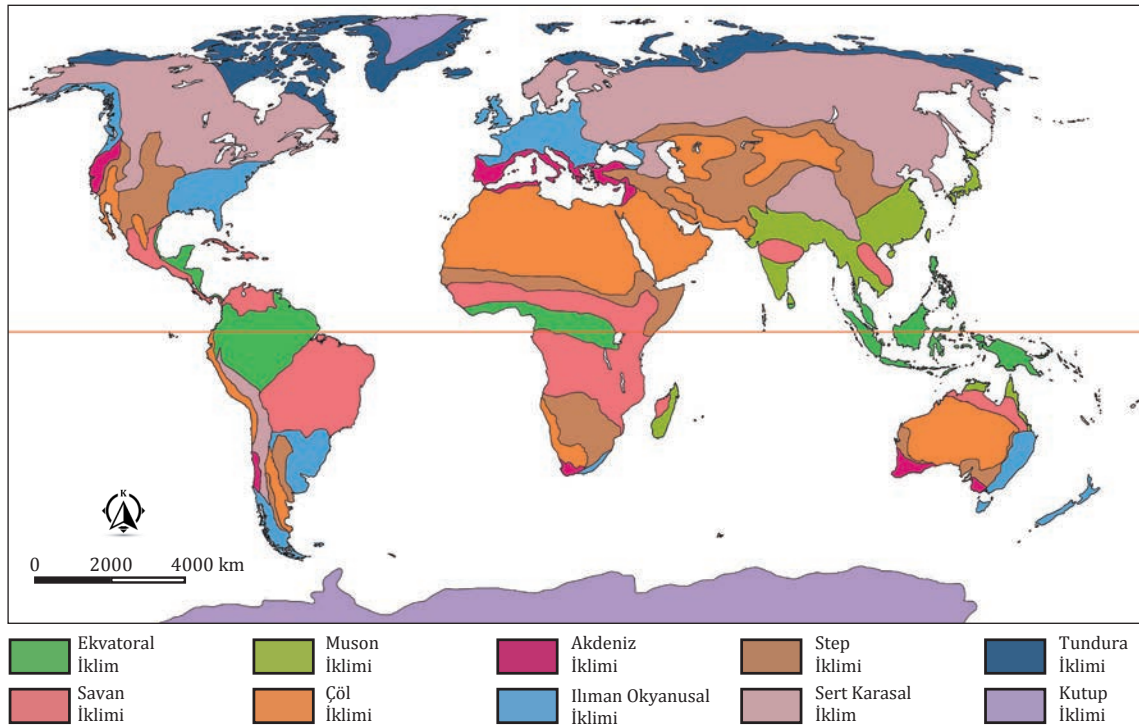 K
0 2000 4000 km
Ekvatoral
İklim
Muson
İklimi
Akdeniz
İklimi
Step
İklimi
Tundura
İklimi
Savan
İklimi
Çöl
İklimi
Ilıman Okyanusal
İklimi
Sert Karasal
İklim
Kutup
İklimi